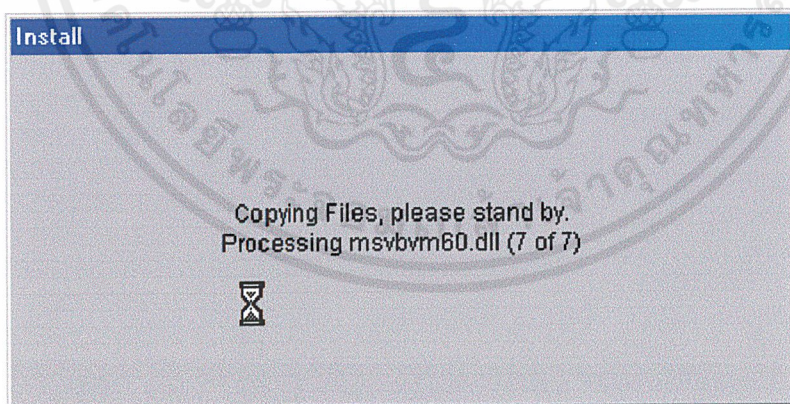 Install
Copying Files, please stand by.
Processing msvbvm60.dll (7 of 7)